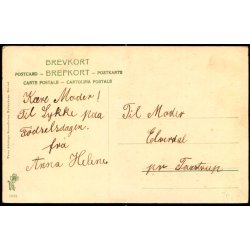 BREVKORT
POSTCARD — BREFKORT — POSTKARTE
CARTE POSTALE — CARTOLINA POSTALE
Kære Moder!
Til Lykke paa
Fødselsdagen.
fra
Anna Helene
Til Moder
Elverdal
pr Taastrup